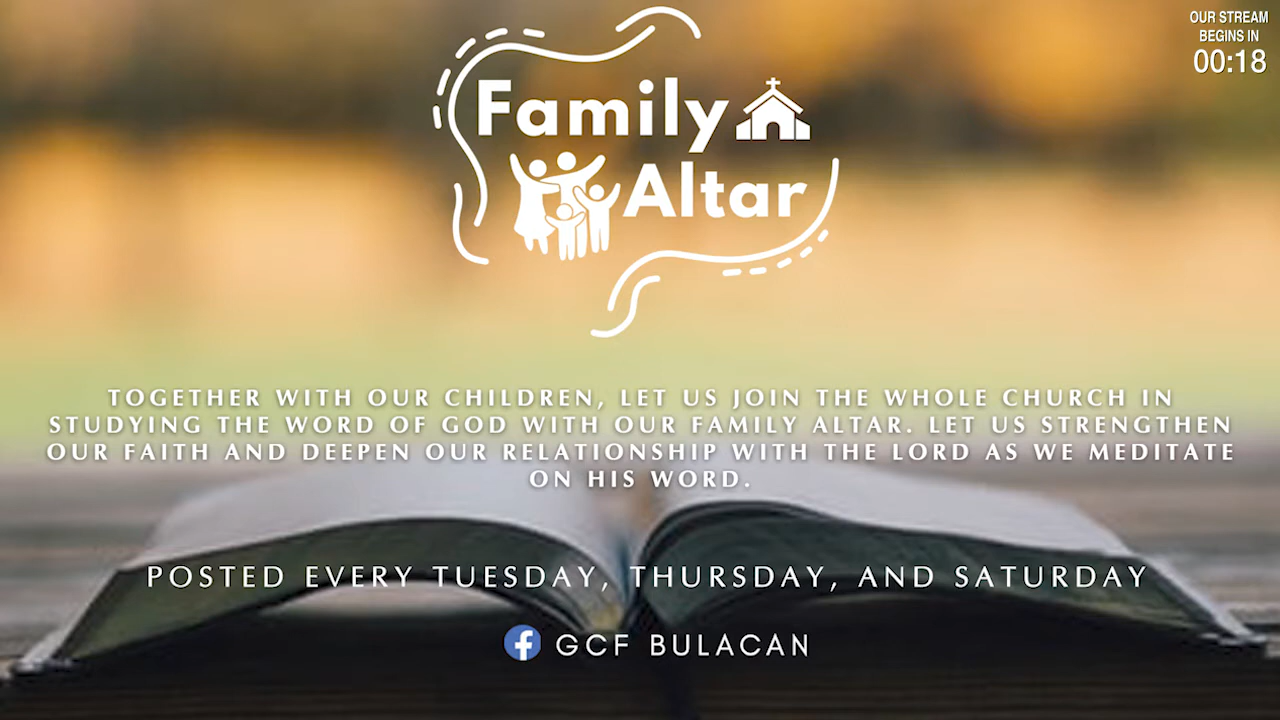 OUR STREAM
BEGINS IN
00:18
Family
Altar
TOGETHER WITH OUR CHILDREN, LET US JOIN THE WHOLE CHURCH IN
STUDYING THE WORD OF GOD WITH OUR FAMILY ALTAR. LET US STRENGTHEN
OUR FAITH AND DEEPEN OUR RELATIONSHIP WITH THE LORD AS WE MEDITATE
ON HIS WORD.
POSTED EVERY TUESDAY, THURSDAY, AND SATURDAY
GCF BULACAN